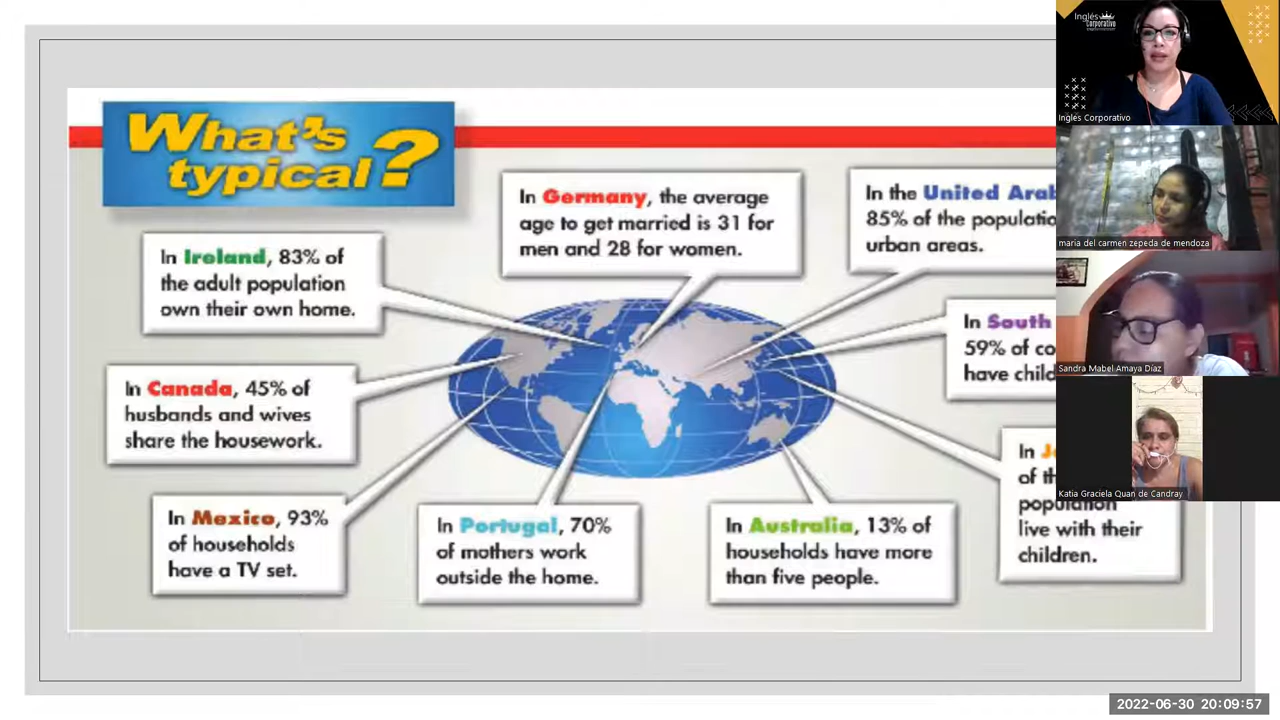 What's
typical?
In Germany, the average
age to get married is 31 for
men and 28 for women.
In the United Arab
85% of the
urban areas.
In Ireland, 83% of
the adult population
own their own home.
In South
59% of
have
In Canada, 45% of
husbands and wives
share the housework.
In
of
population
live with their
children.
In Mexico, 93%
of households
have a TV set.
In Portugal, 70%
of mothers work
outside the home.
In Australia, 13% of
households have more
than five people.
Inglés
Corporativo
Ingles Corporativo
maria del carmen zepeda de mendoza
Sandra Mabel Amaya Díaz
Katia Graciela Quan de Candray
2022-06-30 20:09:57